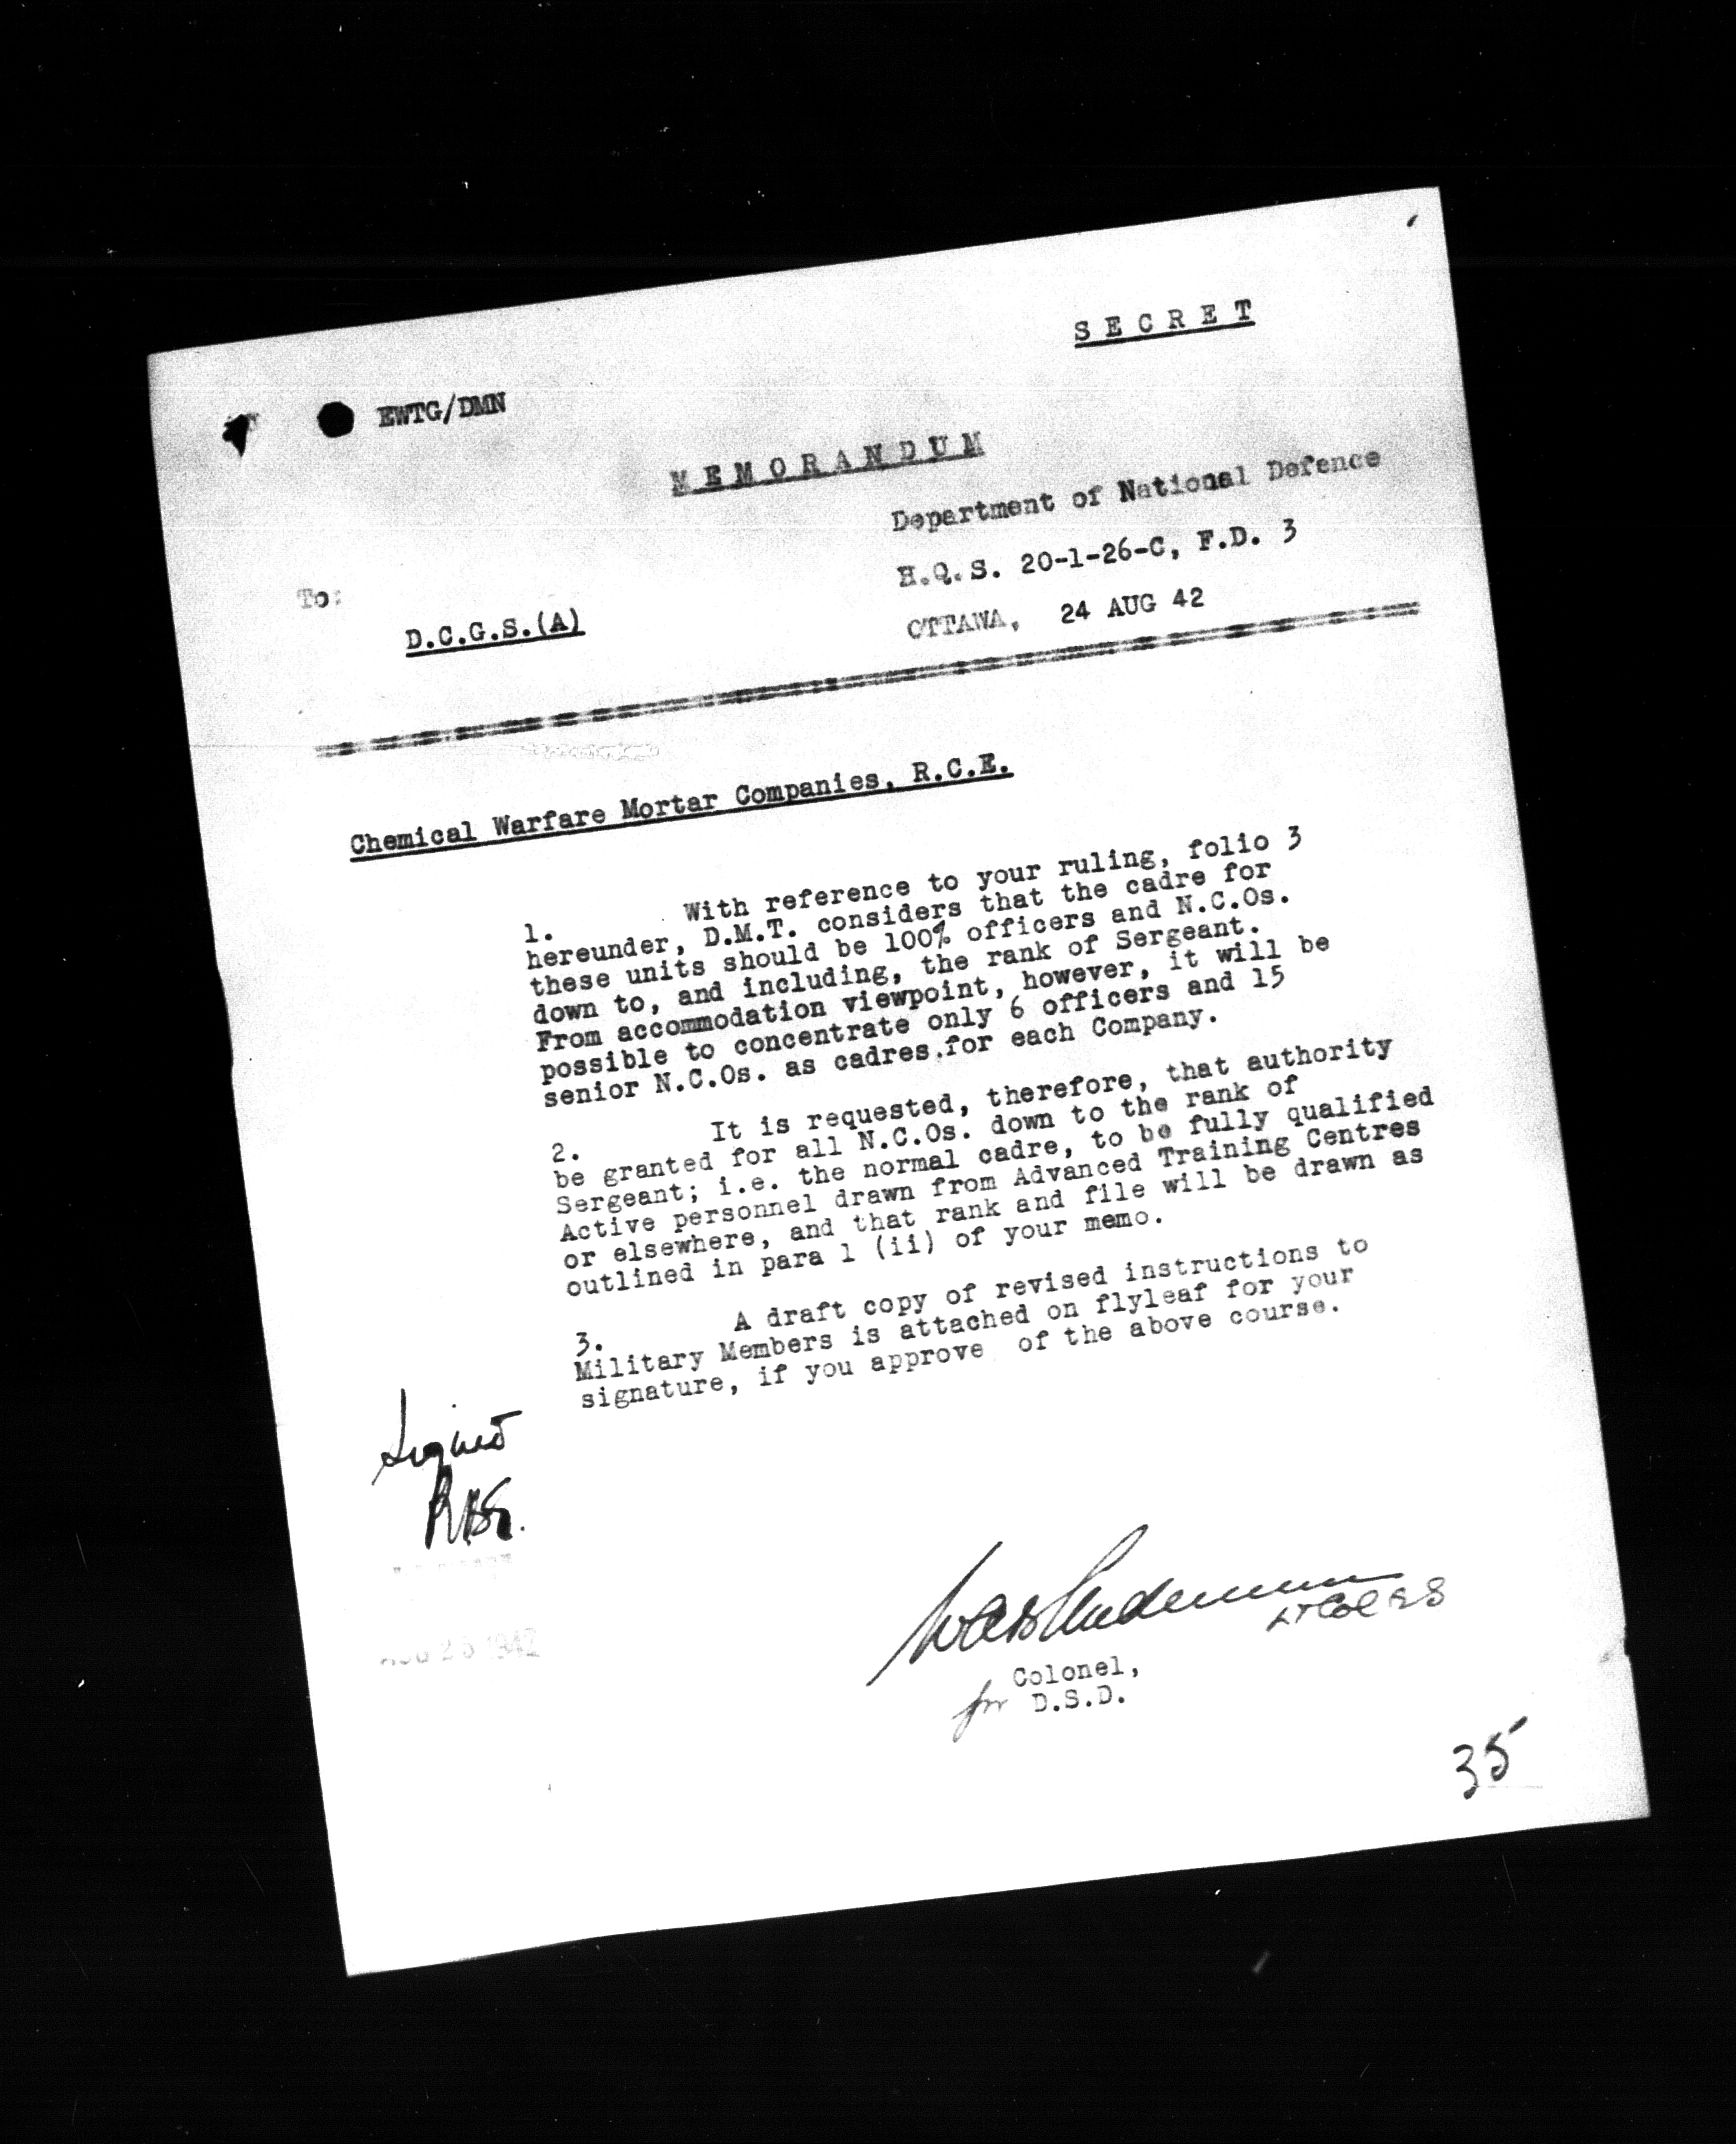 S E C R E T
EWTG/DMN
M E M O R A N D U M
Department of National Defence
H.Q.S. 20-1-26-C, F.D. 3
To:
D.C.G.S.(A)
OTTAWA, 24 AUG 42
Chemical Warfare Mortar Companies, R.C.E.
1. With reference to your ruling, folio 3
hereunder, D.M.T. considers that the cadre for
these units should be 100% officers and N.C.Os.
down to, and including, the rank of Sergeant.
From accommodation viewpoint, however, it will be
possible to concentrate only 6 officers and 15
senior N.C.Os. as cadres.for each Company.
2. It is requested, therefore, that authority
be granted for all N.C.Os. down to the rank of
Sergeant; i.e. the normal cadre, to be fully qualified
Active personnel drawn from Advanced Training Centres
or elsewhere, and that rank and file will be drawn as
outlined in para 1 (ii) of your memo.
3. A draft copy of revised instructions to
Military Members is attached on flyleaf for your
signature, if you approve of the above course.
Signed
AUG 25 1942
Lt Col
Colonel,
for D.S.D.
35